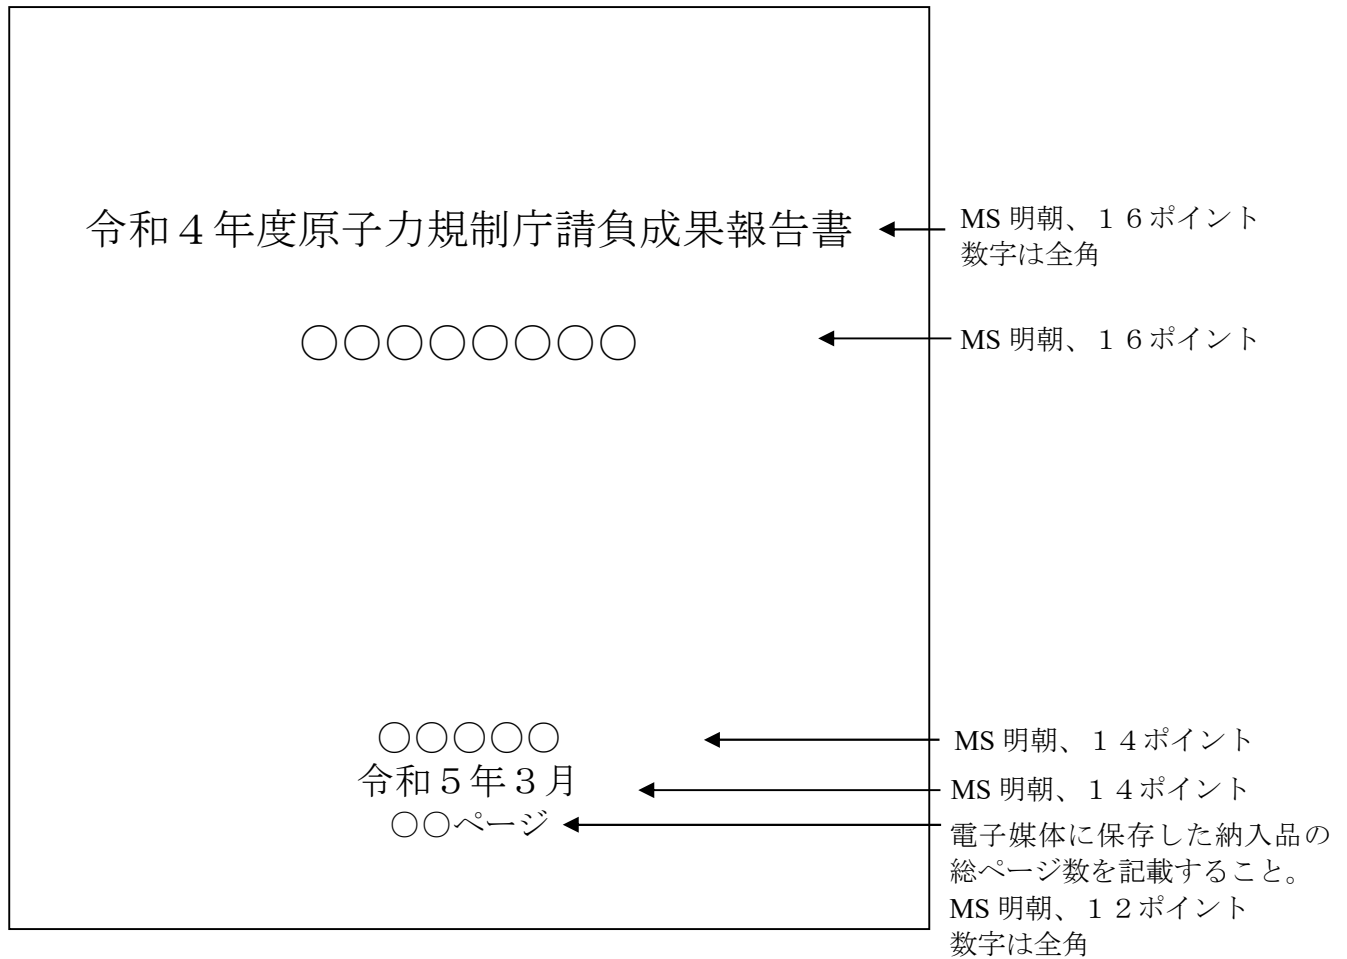 令和４年度原子力規制庁請負成果報告書
MS 明朝、１６ポイント
数字は全角
○○○○○○○○
MS 明朝、１６ポイント
○○○○○
MS 明朝、１４ポイント
令和５年３月
MS 明朝、１４ポイント
○○ページ
電子媒体に保存した納入品の
総ページ数を記載すること。
MS 明朝、１２ポイント
数字は全角